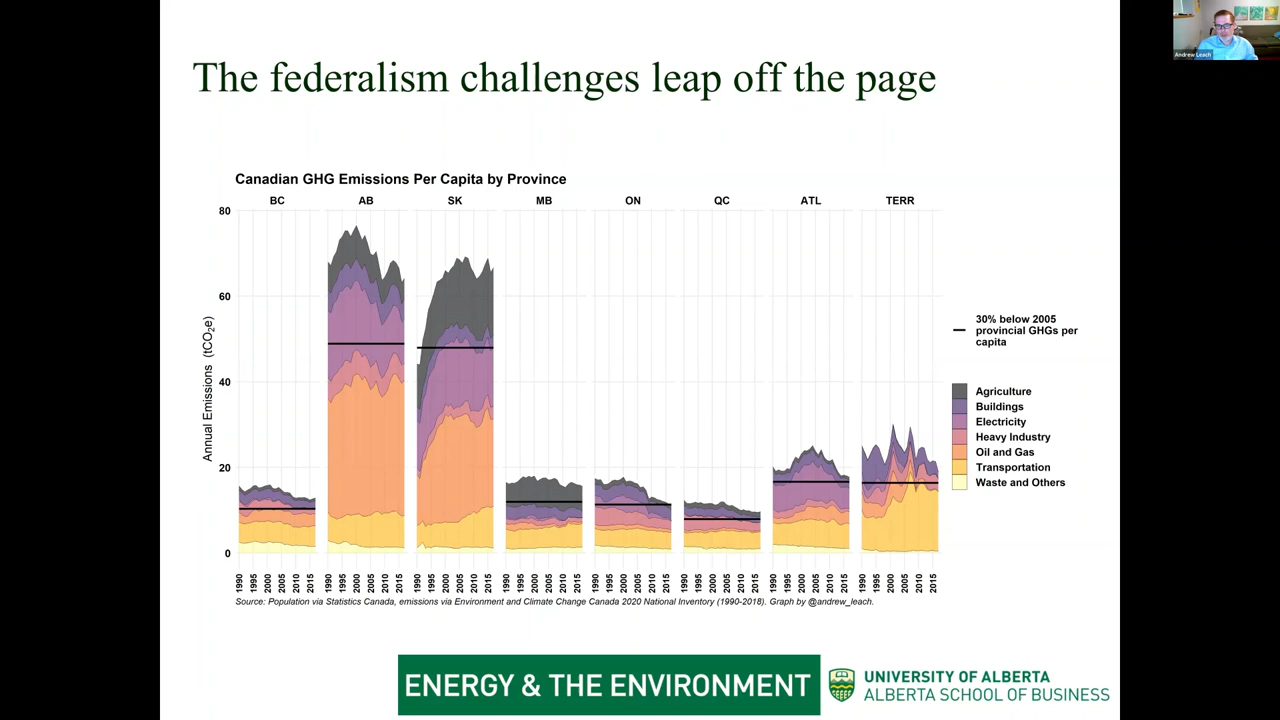 Andrew Leach
The federalism challenges leap off the page
Canadian GHG Emissions Per Capita by Province
BC AB SK MB ON QC ATL TERR
80
60
40
20
0
Annual Emissions (tCO2e)
1990 1995 2000 2005 2010 2015 1990 1995 2000 2005 2010 2015 1990 1995 2000 2005 2010 2015 1990 1995 2000 2005 2010 2015 1990 1995 2000 2005 2010 2015 1990 1995 2000 2005 2010 2015 1990 1995 2000 2005 2010 2015 1990 1995 2000 2005 2010 2015
30% below 2005
provincial GHGs per
capita
Agriculture
Buildings
Electricity
Heavy Industry
Oil and Gas
Transportation
Waste and Others
Source: Population via Statistics Canada, emissions via Environment and Climate Change Canada 2020 National Inventory (1990-2018). Graph by @andrew_leach.
ENERGY & THE ENVIRONMENT
UNIVERSITY OF ALBERTA
ALBERTA SCHOOL OF BUSINESS